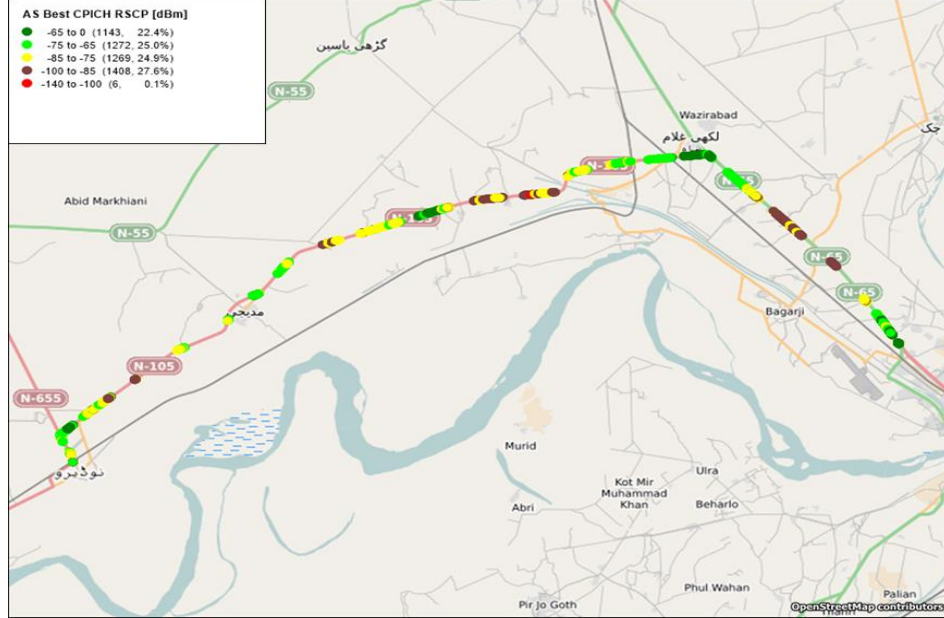 AS Best CPICH RSCP [dBm]
-65 to 0 (1143, 22.4%)
-75 to -65 (1272, 25.0%)
-85 to -75 (1269, 24.9%)
-100 to -85 (1408, 27.6%)
-140 to -100 (6, 0.1%)
گڑھی یاسین
N-55
Wazirabad
لکھی غلام
چک
Abid Markhiani
N-55
N-65
N-65
مدیجی
Bagarji
N-105
N-655
Murid
نوڈیرو
Ulra
Kot Mir
Muhammad
Khan
Abri
Beharlo
Phul Wahan
Palian
Pir Jo Goth
OpenStreetMap contributors